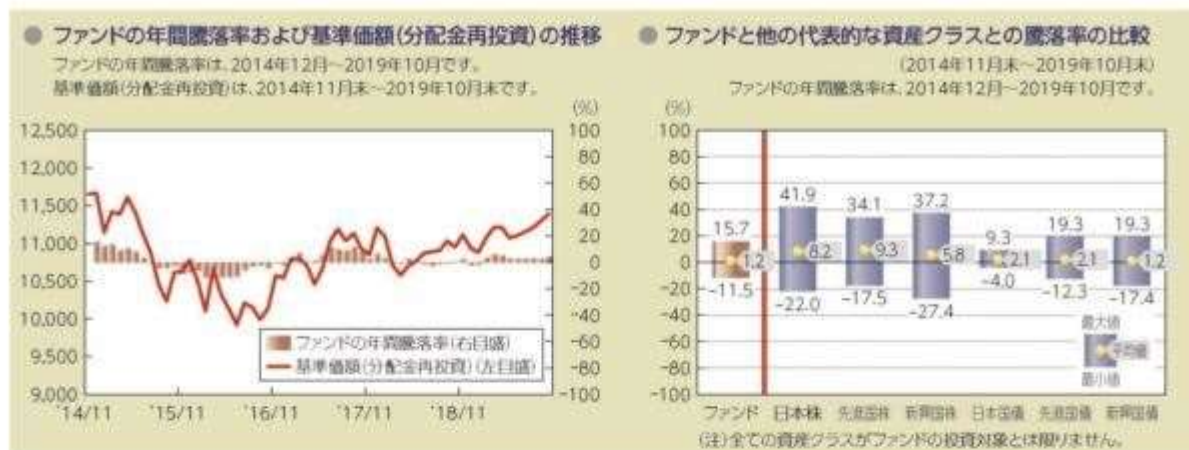 ● ファンドの年間騰落率および基準価額(分配金再投資)の推移
ファンドの年間騰落率は、2014年12月～2019年10月です。
基準価額(分配金再投資)は、2014年11月末～2019年10月末です。
(%)
12,500
12,000
11,500
11,000
10,500
10,000
9,500
9,000
100
80
60
40
20
0
-20
-40
-60
-80
-100
ファンドの年間騰落率(右目盛)
基準価額(分配金再投資)(左目盛)
'14/11 '15/11 '16/11 '17/11 '18/11
● ファンドと他の代表的な資産クラスとの騰落率の比較
(2014年11月末～2019年10月末)
ファンドの年間騰落率は、2014年12月～2019年10月です。
(%)
100
80
60
40
20
0
-20
-40
-60
-80
-100
15.7 41.9 34.1 37.2 9.3 19.3 19.3
1.2 8.2 9.3 5.8 2.1 2.1 1.2
-11.5 -22.0 -17.5 -27.4 -4.0 -12.3 -17.4
最大値
平均値
最小値
ファンド 日本株 先進国株 新興国株 日本国債 先進国債 新興国債
(注)全ての資産クラスがファンドの投資対象とは限りません。